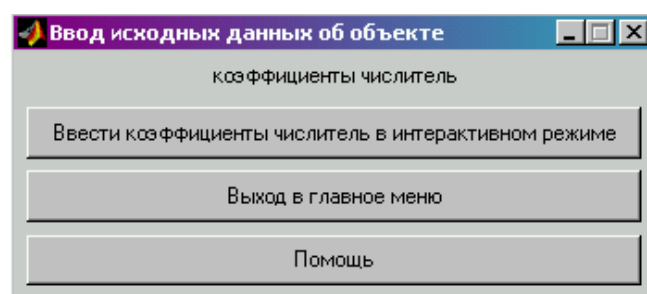 Ввод исходных данных об объекте
коэффициенты числитель
Ввести коэффициенты числитель в интерактивном режиме
Выход в главное меню
Помощь